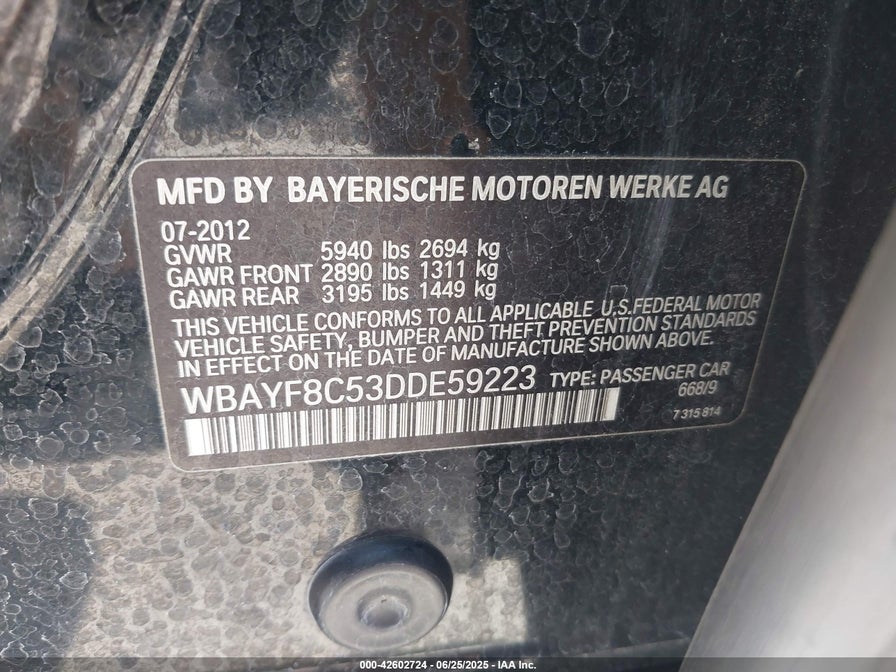 MFD BY BAYERISCHE MOTOREN WERKE AG
07-2012
GVWR 5940 lbs 2694 kg
GAWR FRONT 2890 lbs 1311 kg
GAWR REAR 3195 lbs 1449 kg
THIS VEHICLE CONFORMS TO ALL APPLICABLE U.S.FEDERAL MOTOR
VEHICLE SAFETY, BUMPER AND THEFT PREVENTION STANDARDS
IN EFFECT ON DATE OF MANUFACTURE SHOWN ABOVE.
WBAYF8C53DDE59223 TYPE: PASSENGER CAR
668/9
7 315 814
000-42602724 - 06/25/2025 - IAA Inc.